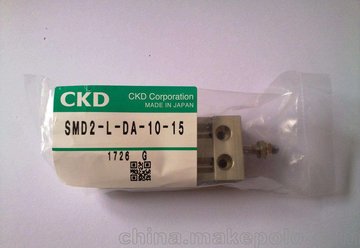 CKD
CKD Corporation
MADE IN JAPAN
SMD2-L-DA-10-15
1726 G
china.makepolo